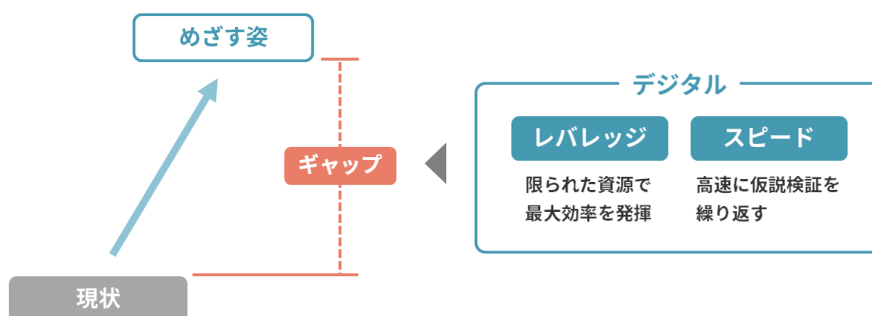 めざす姿
ギャップ
現状
デジタル
レバレッジ
限られた資源で
最大効率を発揮
スピード
高速に仮説検証を
繰り返す